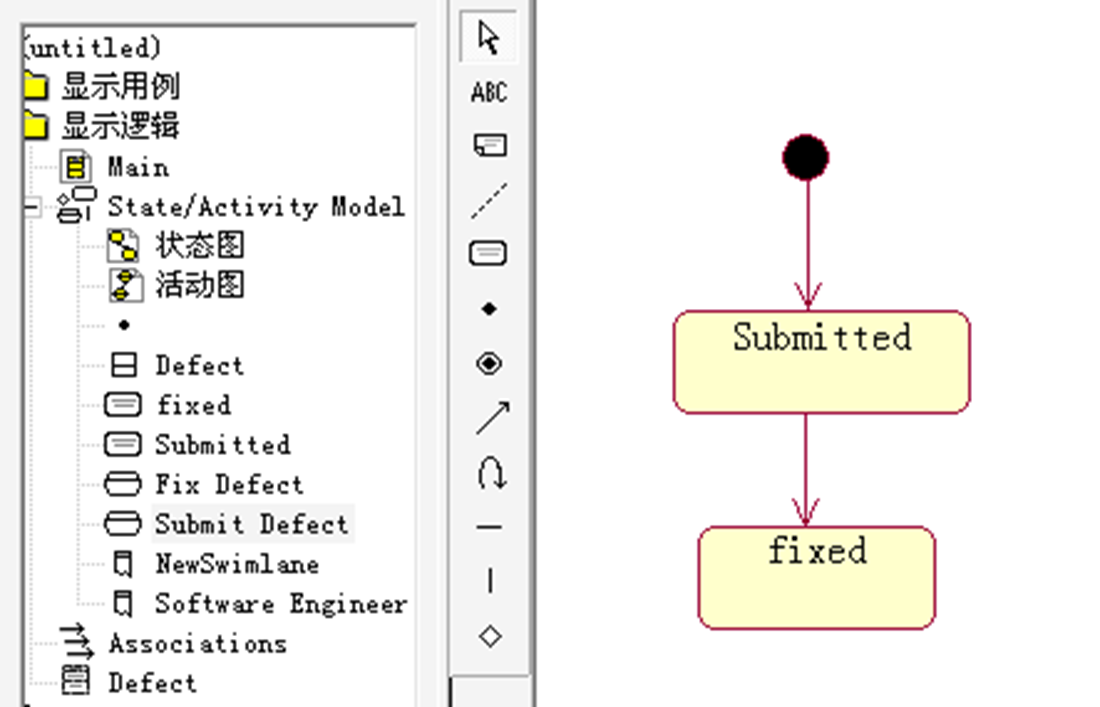 (untitled)
显示用例
显示逻辑
Main
State/Activity Model
状态图
活动图
Defect
fixed
Submitted
Fix Defect
Submit Defect
NewSwimlane
Software Engineer
Associations
Defect
ABC
Submitted
fixed